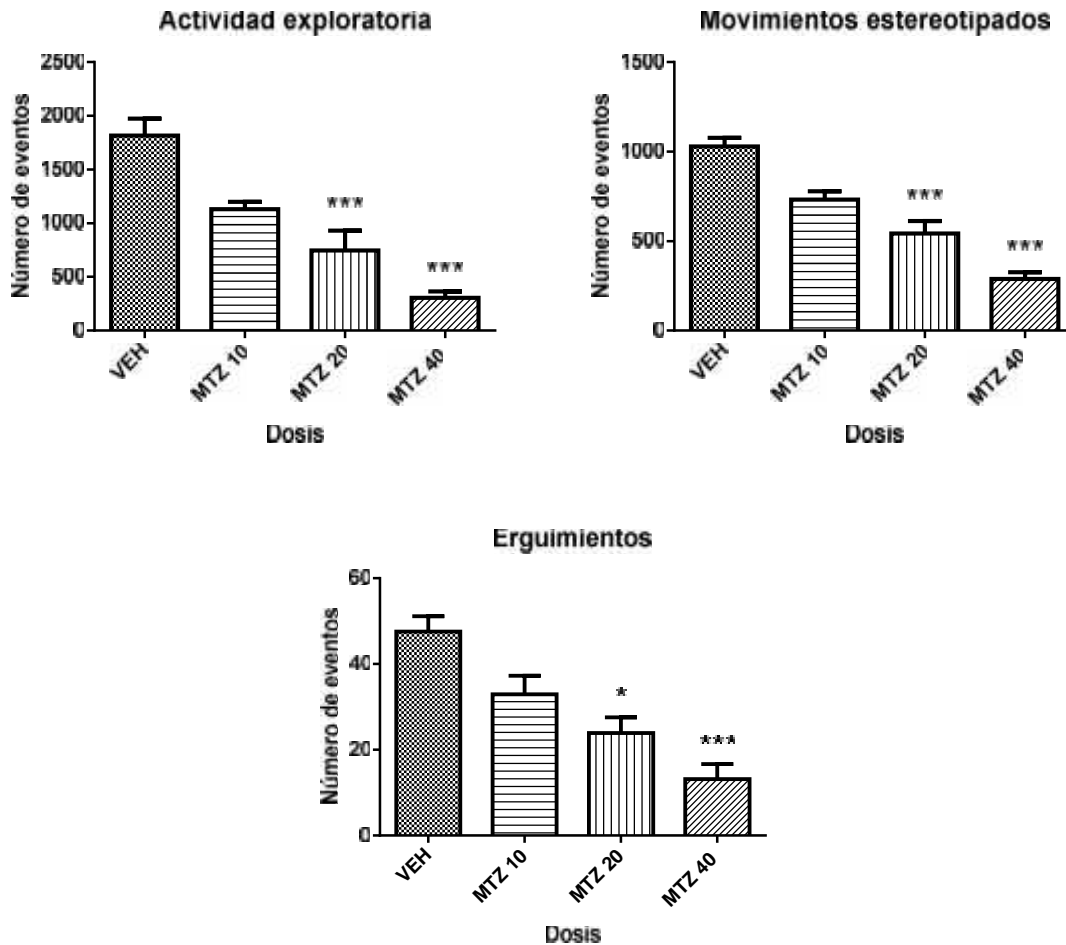 Actividad exploratoria
Número de eventos
2500
2000
1500
1000
500
0
***
***
VEH
MTZ 10
MTZ 20
MTZ 40
Dosis
Movimientos estereotipados
Número de eventos
1500
1000
500
0
***
***
VEH
MTZ 10
MTZ 20
MTZ 40
Dosis
Erguimientos
Número de eventos
60
40
20
0
*
***
VEH
MTZ 10
MTZ 20
MTZ 40
Dosis